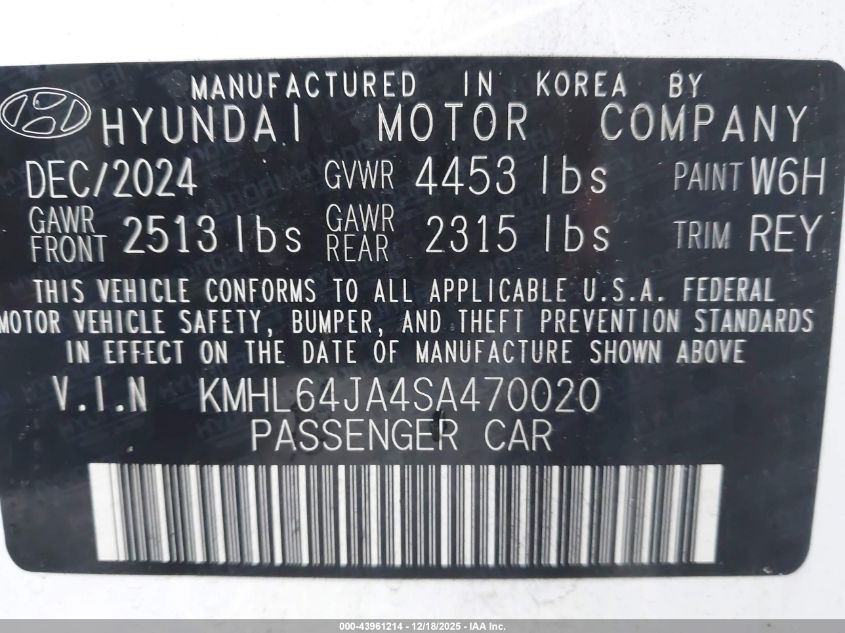 MANUFACTURED IN KOREA BY
HYUNDAI MOTOR COMPANY
DEC/2024 GVWR 4453 lbs PAINT W6H
GAWR FRONT 2513 lbs GAWR REAR 2315 lbs TRIM REY
THIS VEHICLE CONFORMS TO ALL APPLICABLE U.S.A. FEDERAL
MOTOR VEHICLE SAFETY, BUMPER, AND THEFT PREVENTION STANDARDS
IN EFFECT ON THE DATE OF MANUFACTURE SHOWN ABOVE
V.I.N KMHL64JA4SA470020
PASSENGER CAR
000-43961214 - 12/18/2025 - IAA Holdings, LLC.